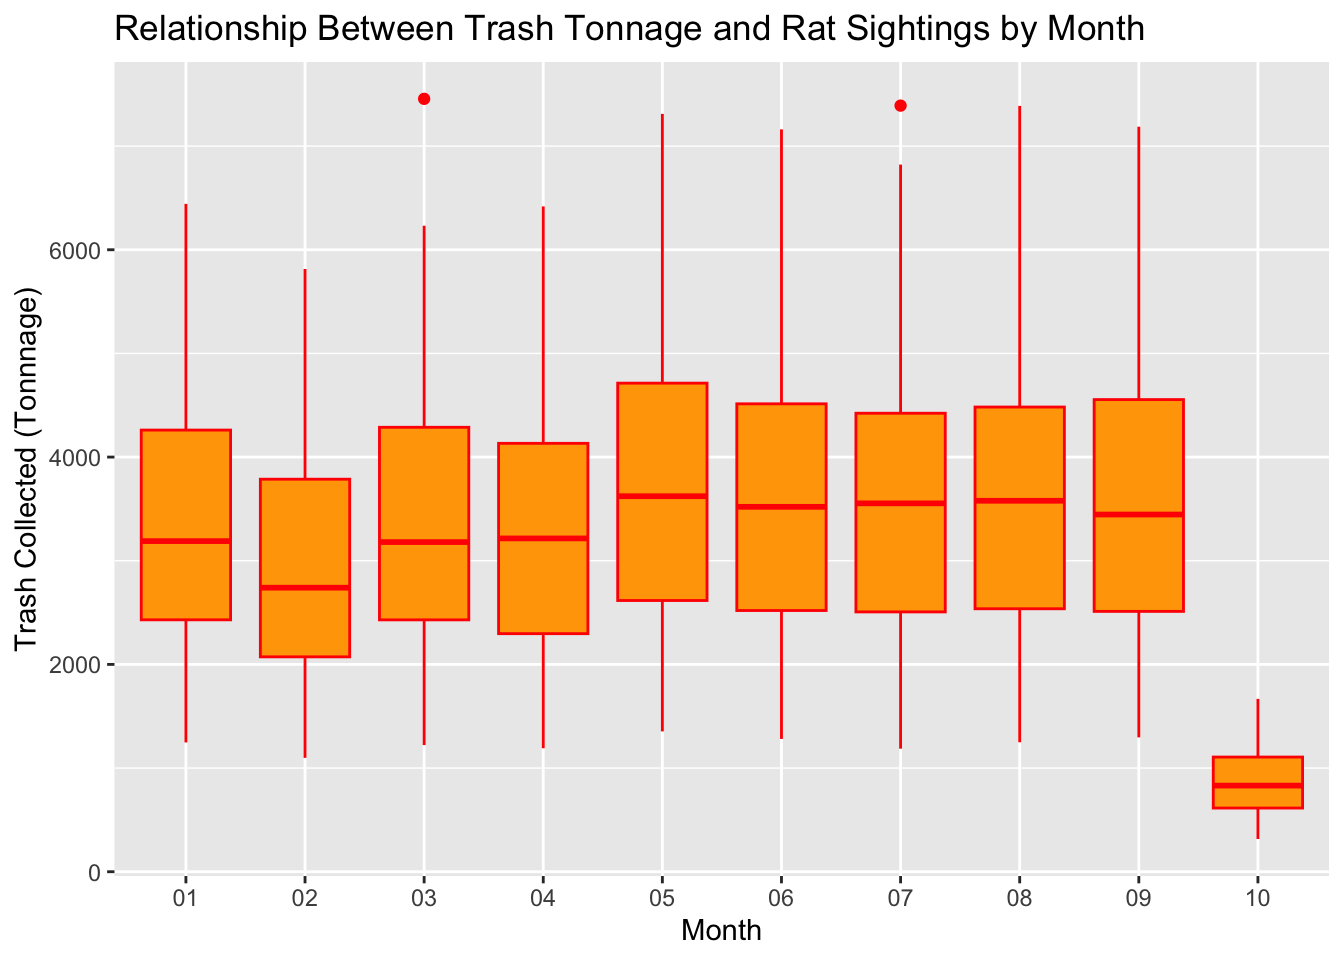 Relationship Between Trash Tonnage and Rat Sightings by Month
Trash Collected (Tonnnage)
6000
4000
2000
0
01 02 03 04 05 06 07 08 09 10
Month